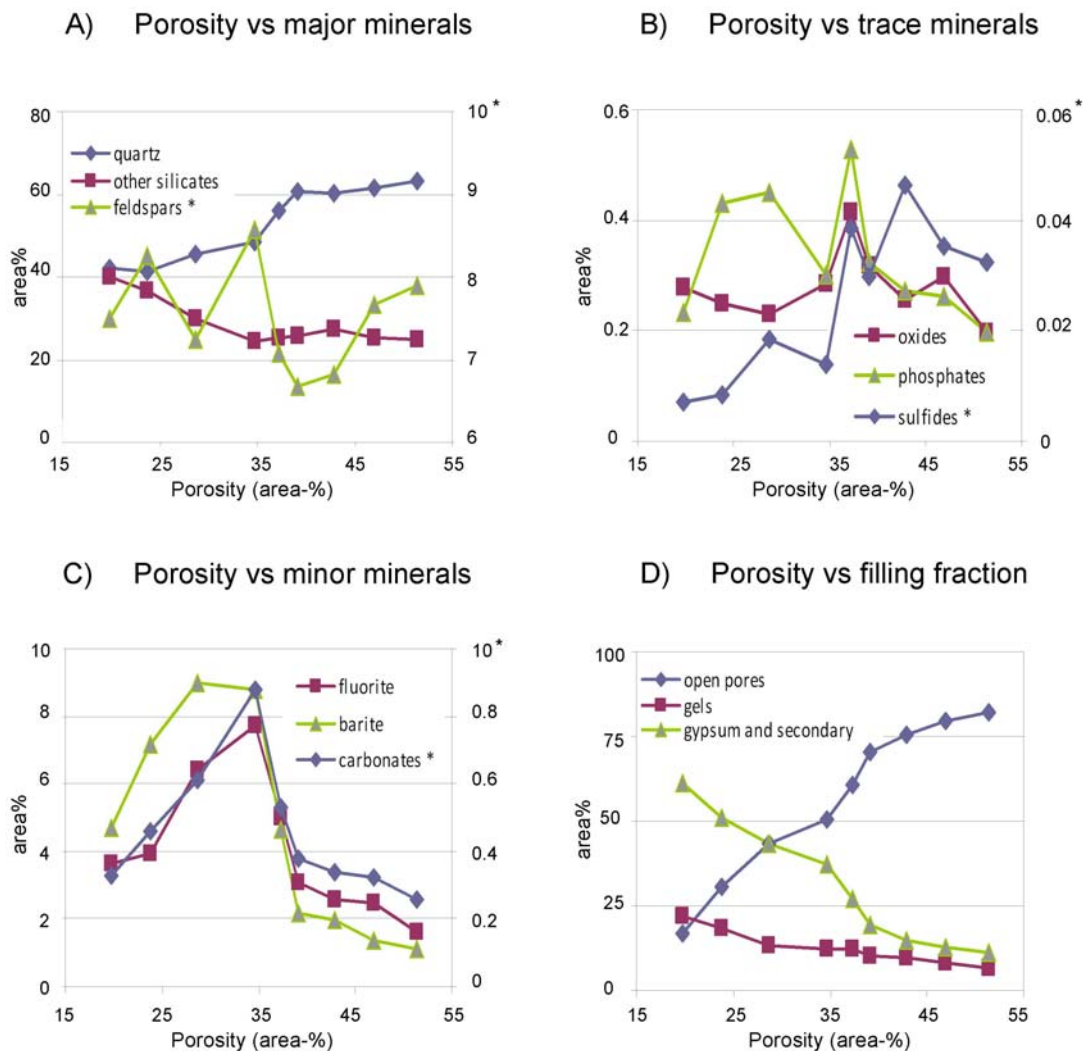 A) Porosity vs major minerals
80
60
40
20
0
area%
10 *
9
8
7
6
quartz
other silicates
feldspars *
15 25 35 45 55
Porosity (area-%)
B) Porosity vs trace minerals
0.6
0.4
0.2
0
area%
0.06 *
0.04
0.02
0
oxides
phosphates
sulfides *
15 25 35 45 55
Porosity (area-%)
C) Porosity vs minor minerals
10
8
6
4
2
0
area%
10 *
0.8
0.6
0.4
0.2
0
fluorite
barite
carbonates *
15 25 35 45 55
Porosity (area-%)
D) Porosity vs filling fraction
100
75
50
25
0
area%
open pores
gels
gypsum and secondary
15 25 35 45 55
Porosity (area-%)